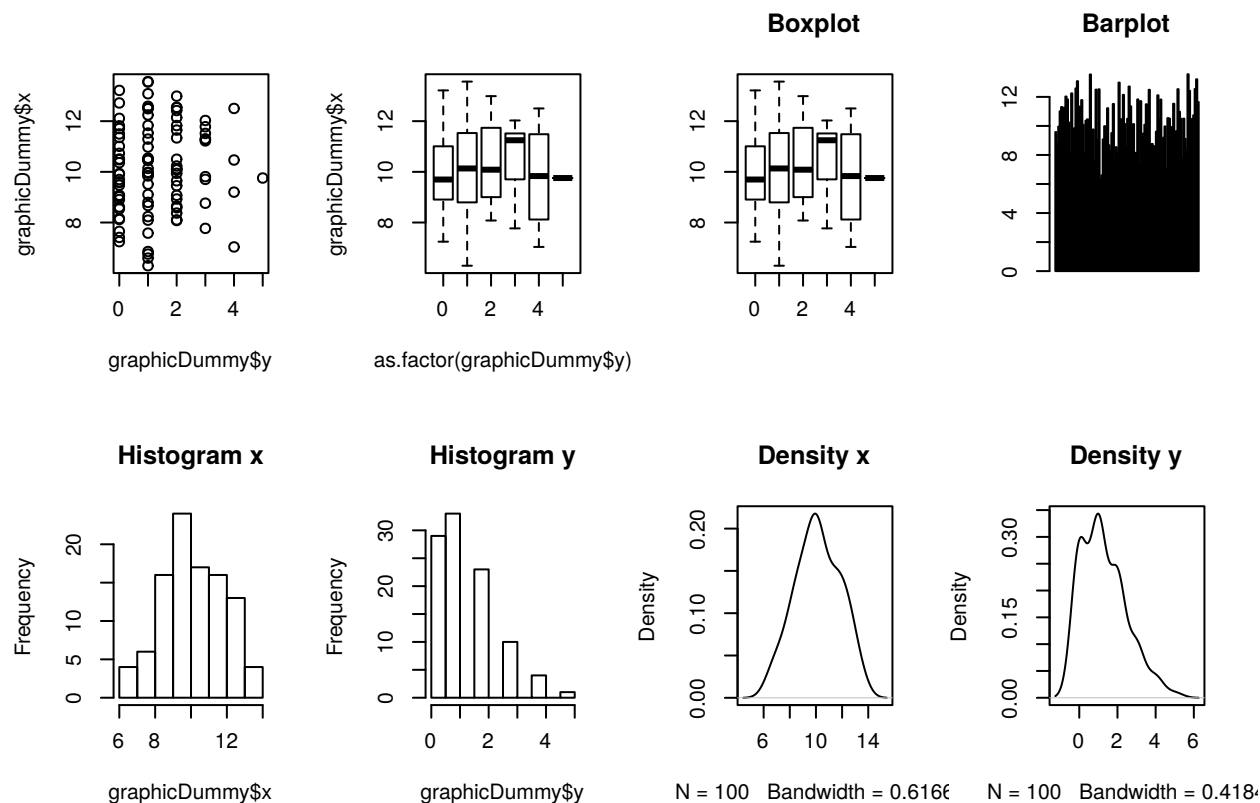 Boxplot
Barplot
graphicDummy$x
8 10 12
0 2 4
graphicDummy$y
graphicDummy$x
8 10 12
0 2 4
as.factor(graphicDummy$y)
8 10 12
0 2 4
0 4 8 12
Histogram x
Histogram y
Density x
Density y
Frequency
0 5 10 20
6 8 12
graphicDummy$x
Frequency
0 10 20 30
0 2 4
graphicDummy$y
Density
0.00 0.10 0.20
6 10 14
N = 100 Bandwidth = 0.6166
Density
0.00 0.15 0.30
0 2 4 6
N = 100 Bandwidth = 0.4184